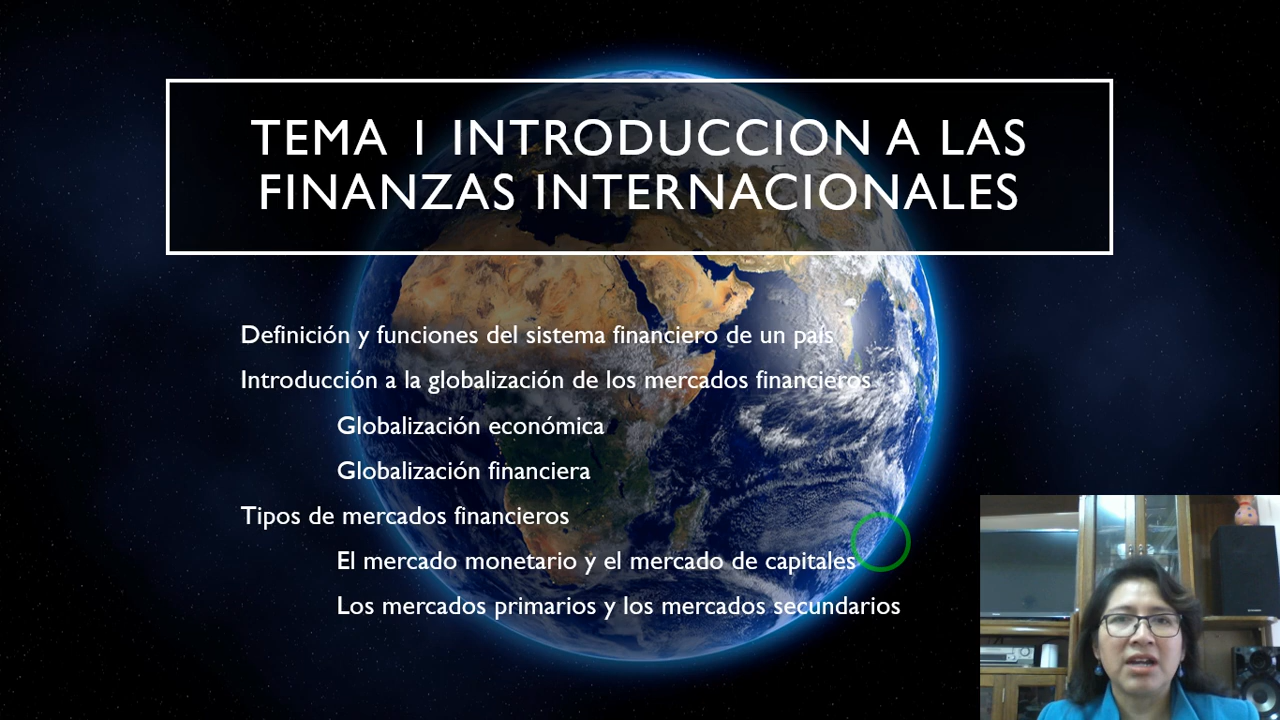 TEMA 1 INTRODUCCION A LAS
FINANZAS INTERNACIONALES
Definición y funciones del sistema financiero de un país
Introducción a la globalización de los mercados financieros
Globalización económica
Globalización financiera
Tipos de mercados financieros
El mercado monetario y el mercado de capitales
Los mercados primarios y los mercados secundarios